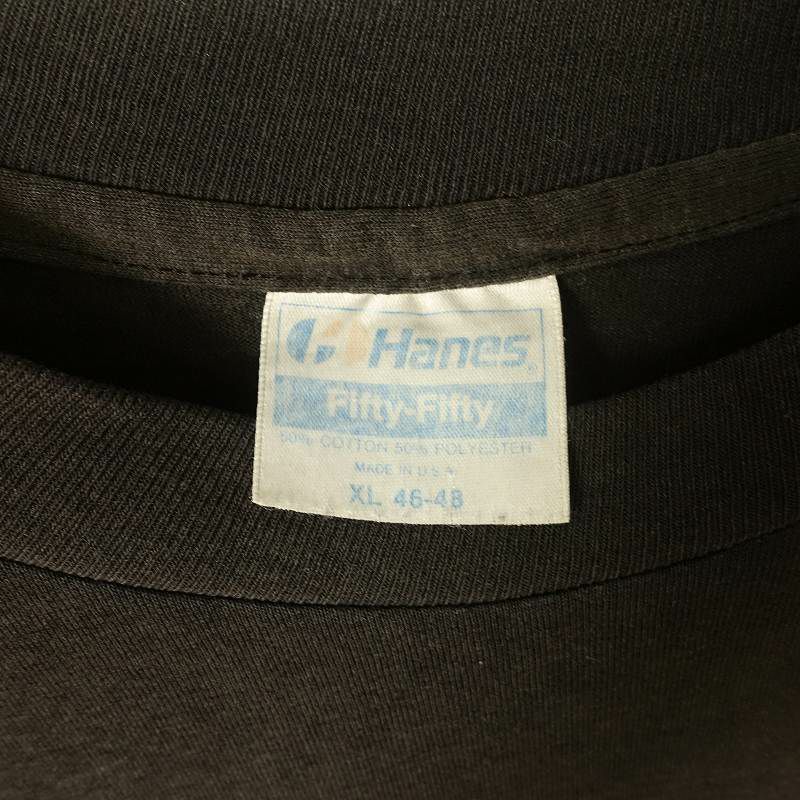 Hanes®
Fifty-Fifty
50% COTTON 50% POLYESTER
MADE IN U.S.A.
XL 46-48